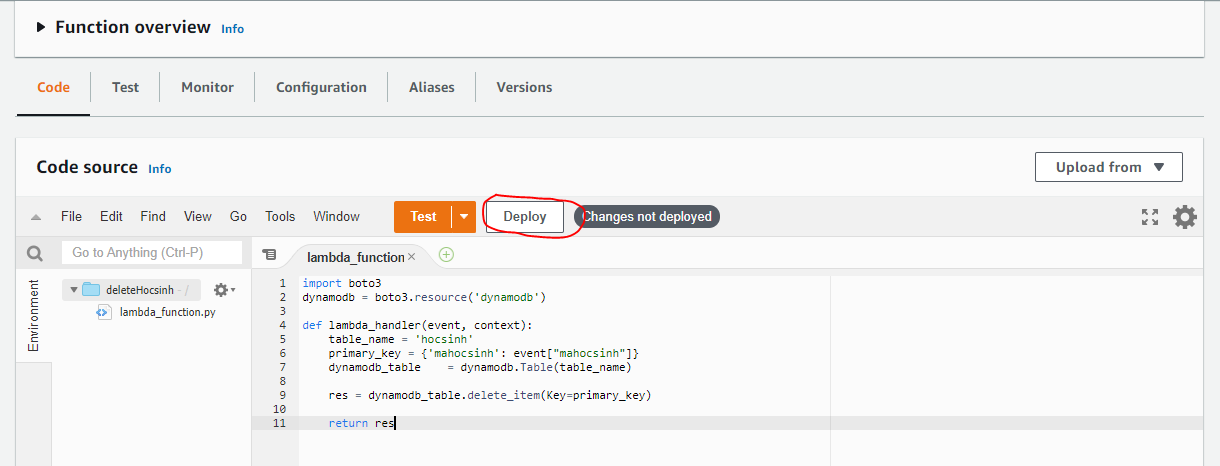 Function overview Info
Code Test Monitor Configuration Aliases Versions
Code source Info
Upload from
File Edit Find View Go Tools Window Test Deploy Changes not deployed
Go to Anything (Ctrl-P)
lambda_function
Environment
deleteHocsinh - /
lambda_function.py
1 import boto3
2 dynamodb = boto3.resource('dynamodb')
3
4 def lambda_handler(event, context):
5 table_name = 'hocsinh'
6 primary_key = {'mahocsinh': event["mahocsinh"]}
7 dynamodb_table    = dynamodb.Table(table_name)
8
9 res = dynamodb_table.delete_item(Key=primary_key)
10
11 return res